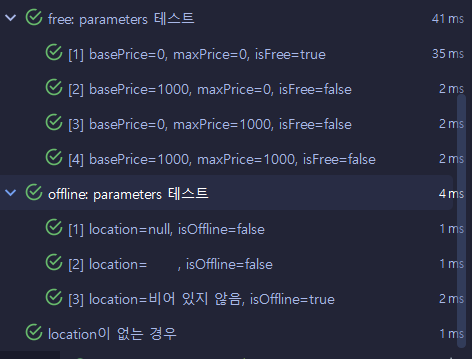 free: parameters 테스트 41 ms
[1] basePrice=0, maxPrice=0, isFree=true 35 ms
[2] basePrice=1000, maxPrice=0, isFree=false 2 ms
[3] basePrice=0, maxPrice=1000, isFree=false 2 ms
[4] basePrice=1000, maxPrice=1000, isFree=false 2 ms
offline: parameters 테스트 4 ms
[1] location=null, isOffline=false 1 ms
[2] location=     , isOffline=false 1 ms
[3] location=비어 있지 않음, isOffline=true 2 ms
location이 없는 경우 1 ms